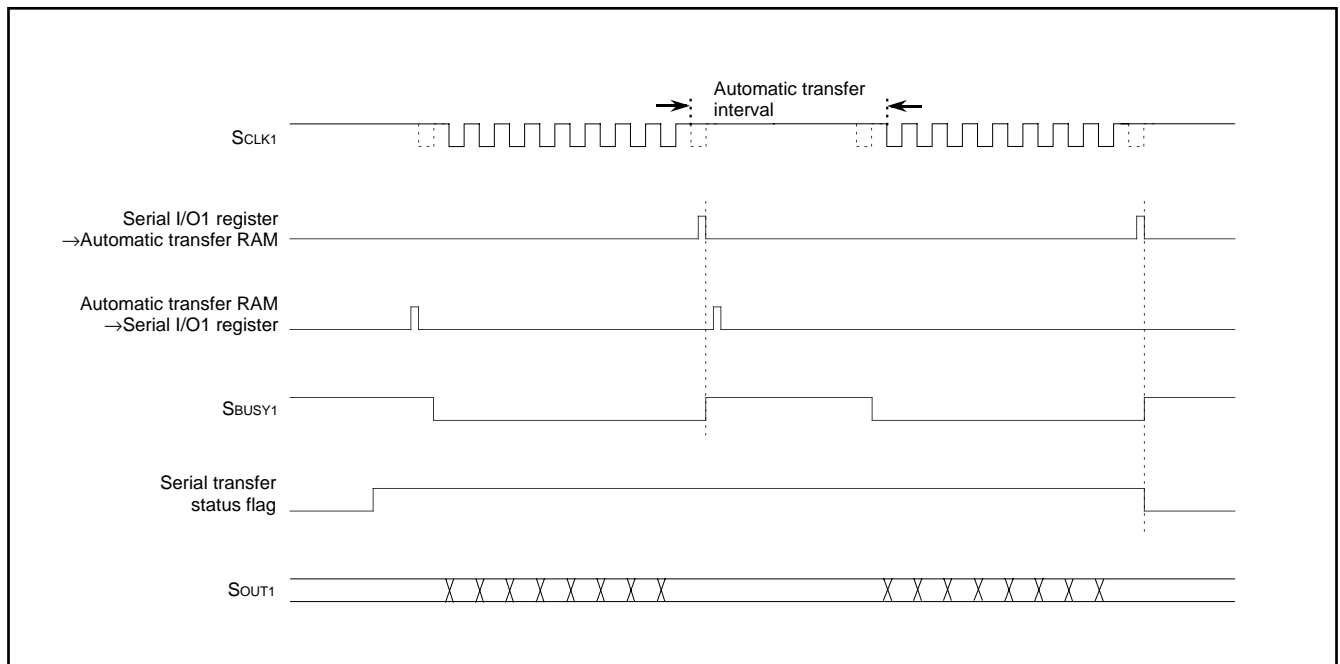 Automatic transfer
interval
SCLK1
Serial I/O1 register
→Automatic transfer RAM
Automatic transfer RAM
→Serial I/O1 register
SBUSY1
Serial transfer
status flag
SOUT1